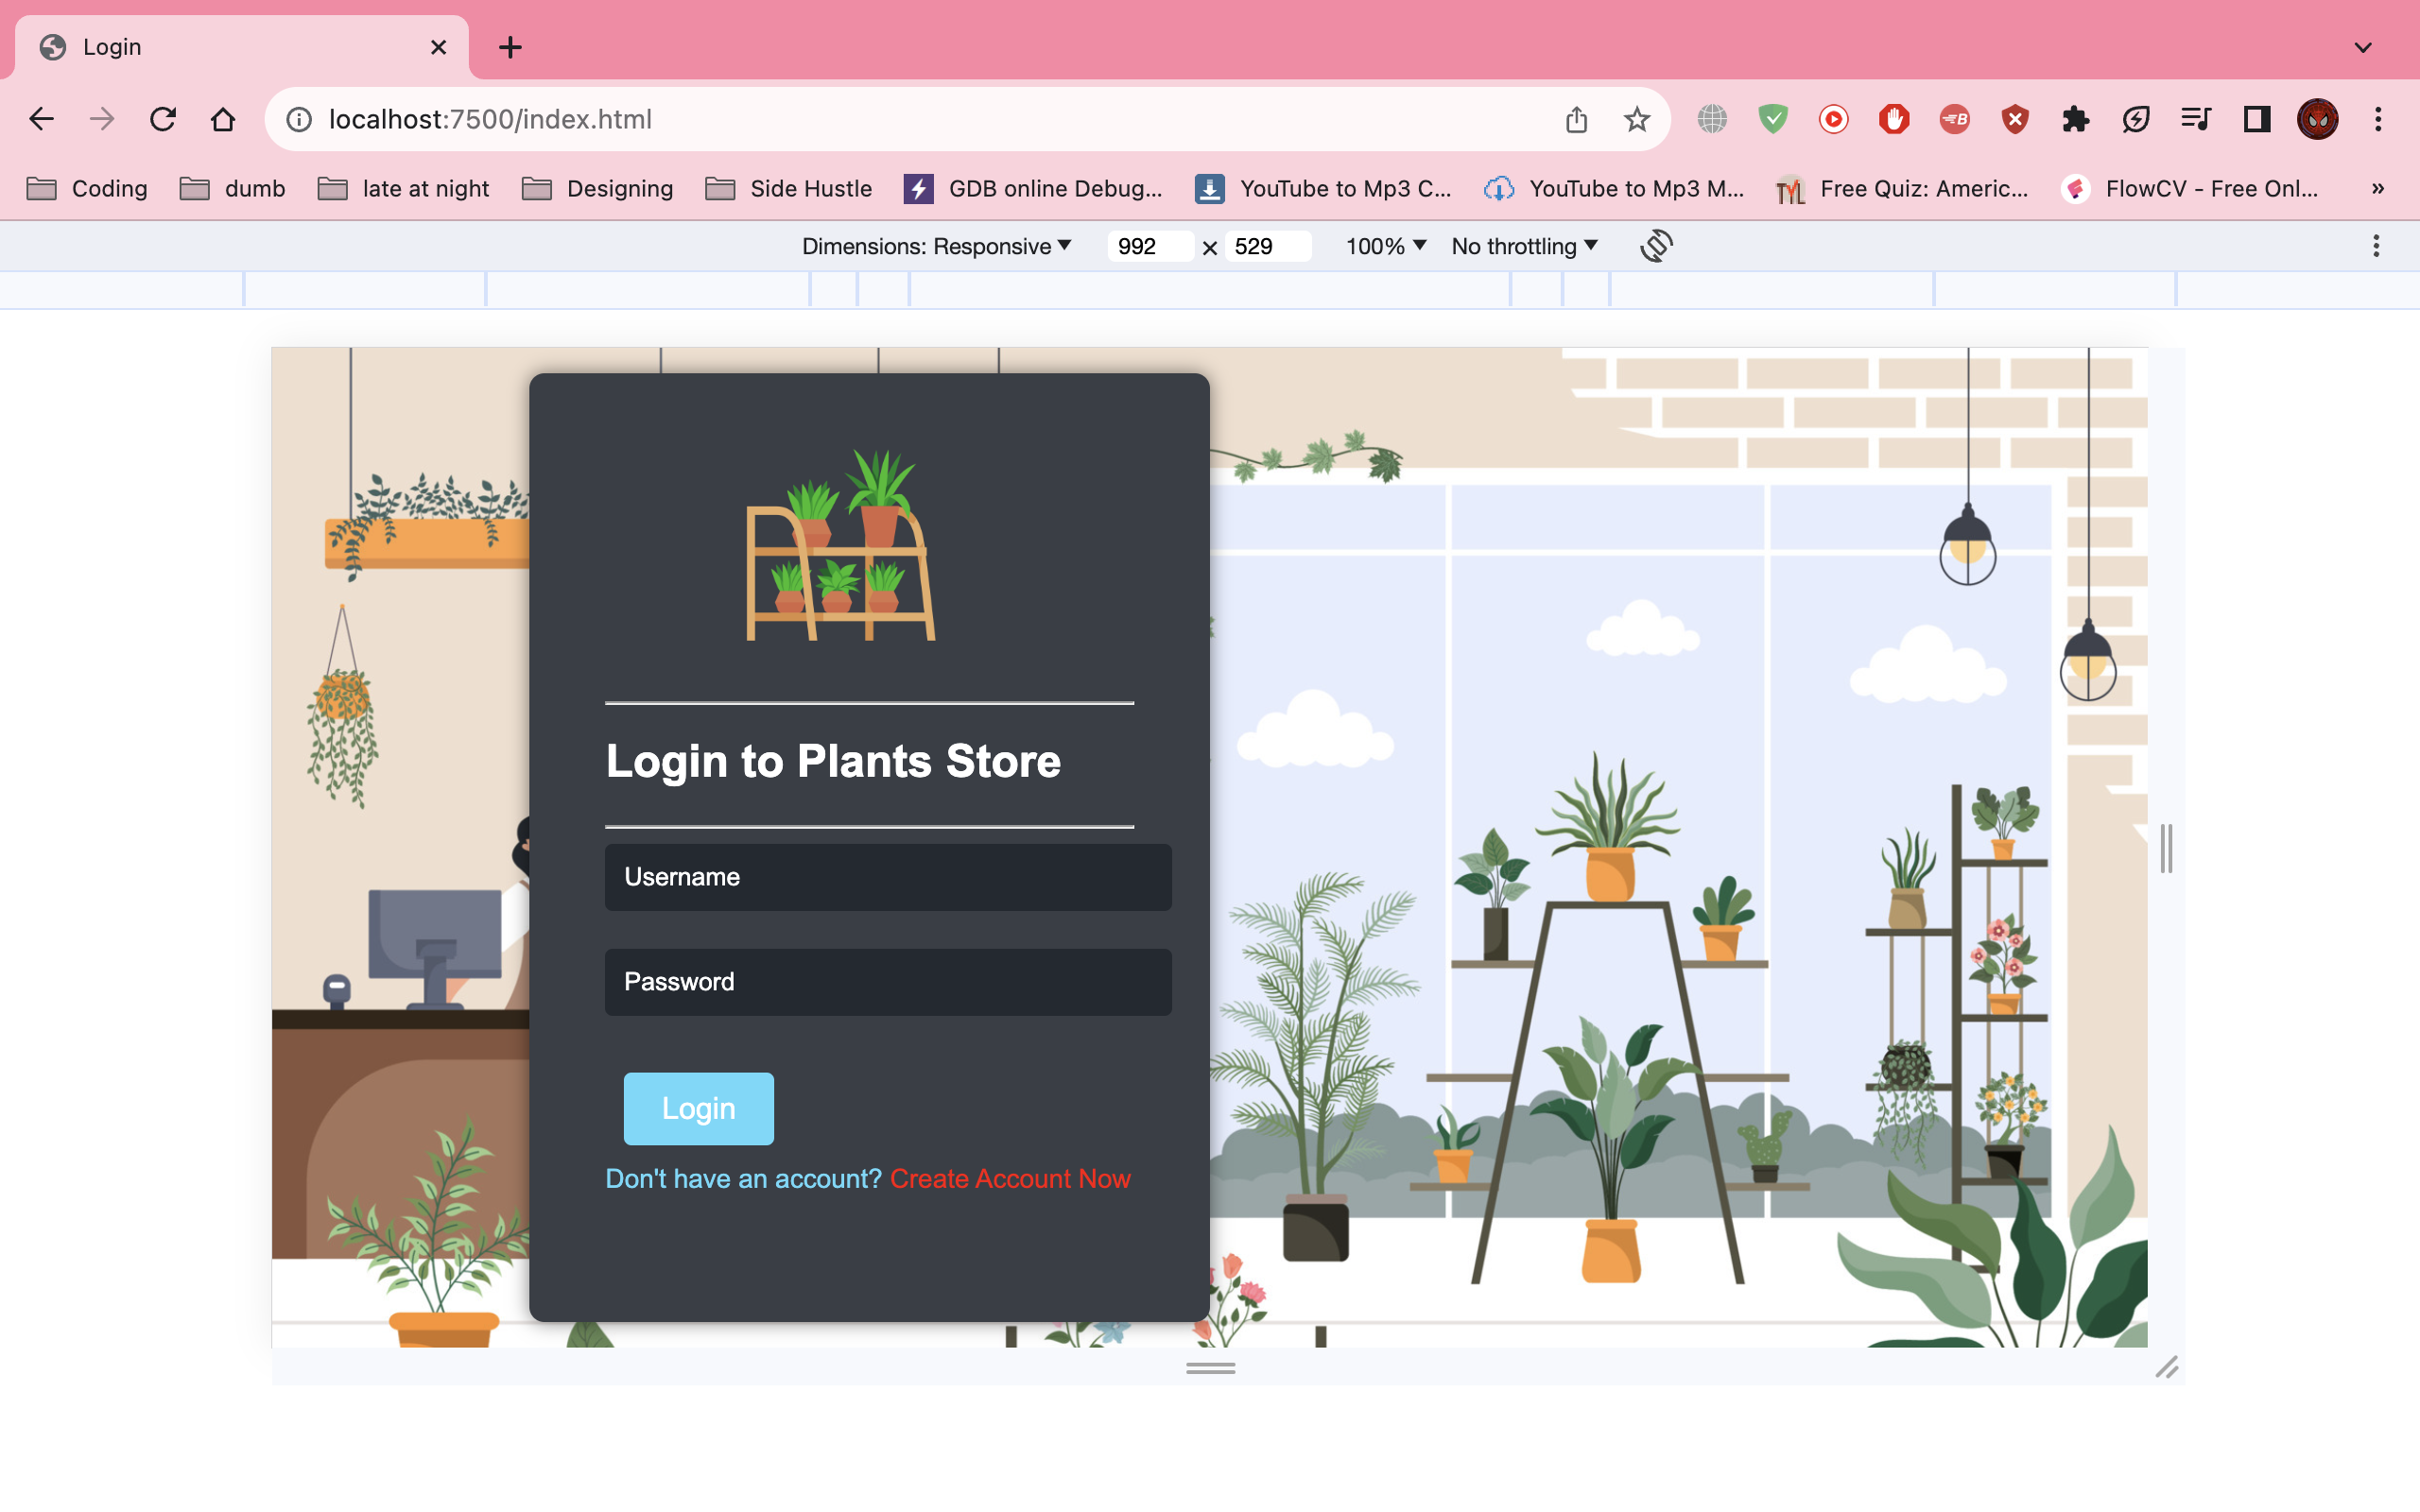 Login
localhost:7500/index.html
Coding dumb late at night Designing Side Hustle GDB online Debug... YouTube to Mp3 C... YouTube to Mp3 M... Free Quiz: Americ... FlowCV - Free Onl... »
Dimensions: Responsive 992 × 529 100% No throttling
Login to Plants Store
Username
Password
Login
Don't have an account? Create Account Now